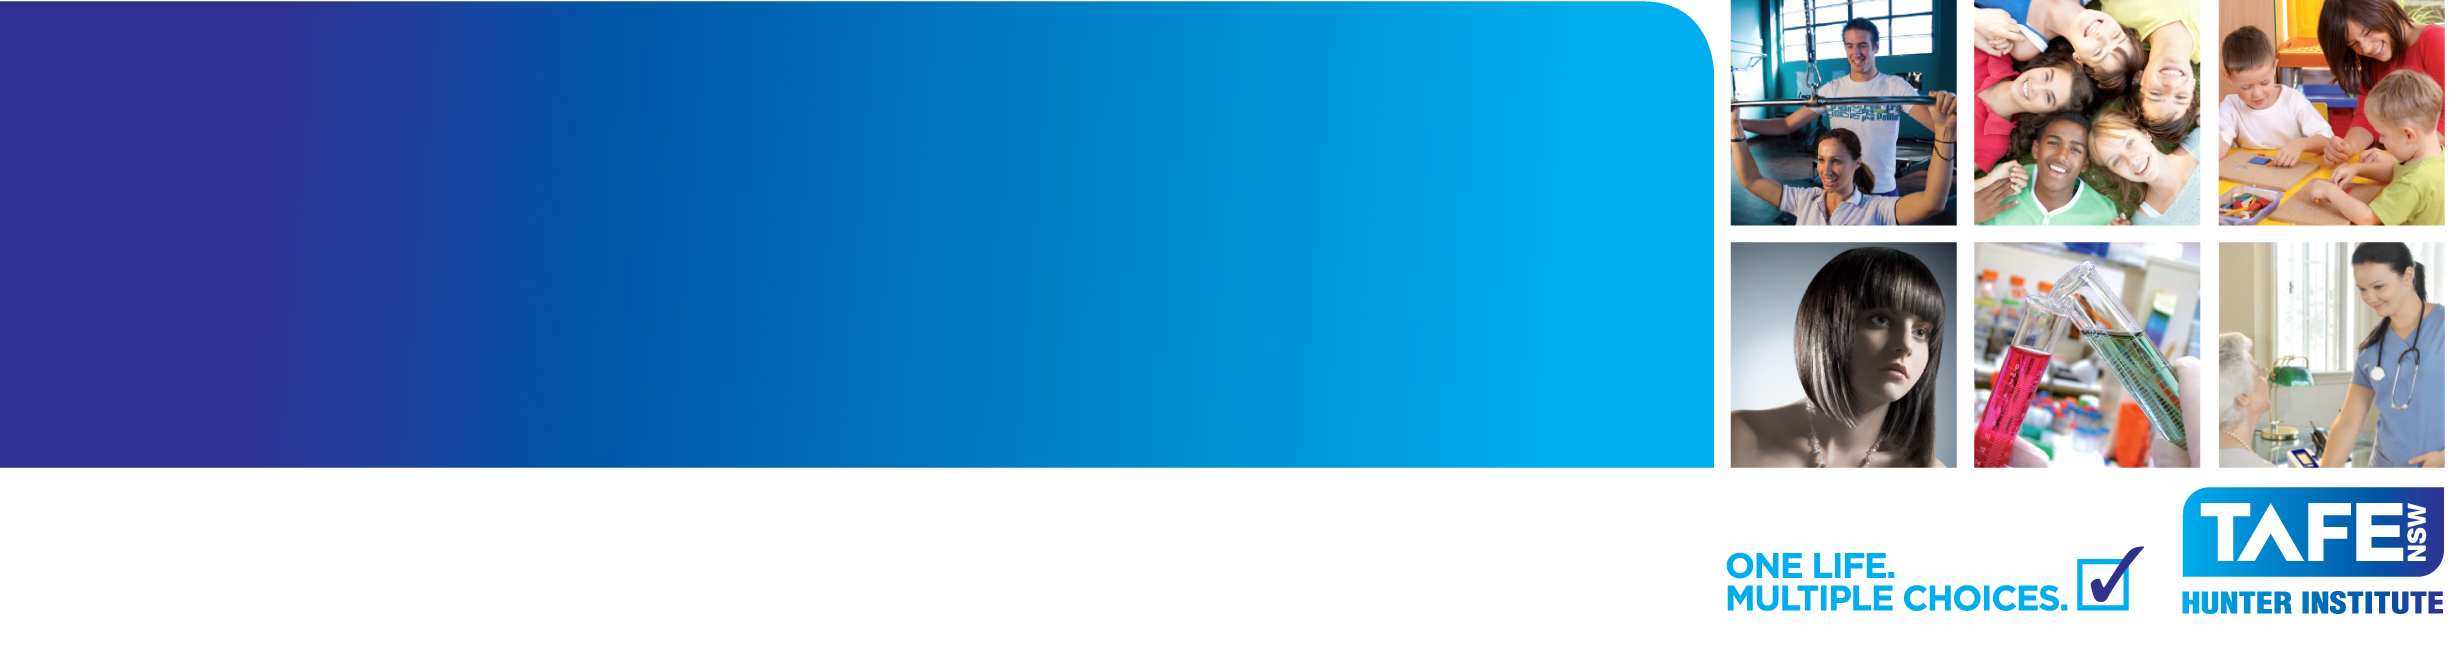 ONE LIFE.
MULTIPLE CHOICES.
TAFE NSW
HUNTER INSTITUTE